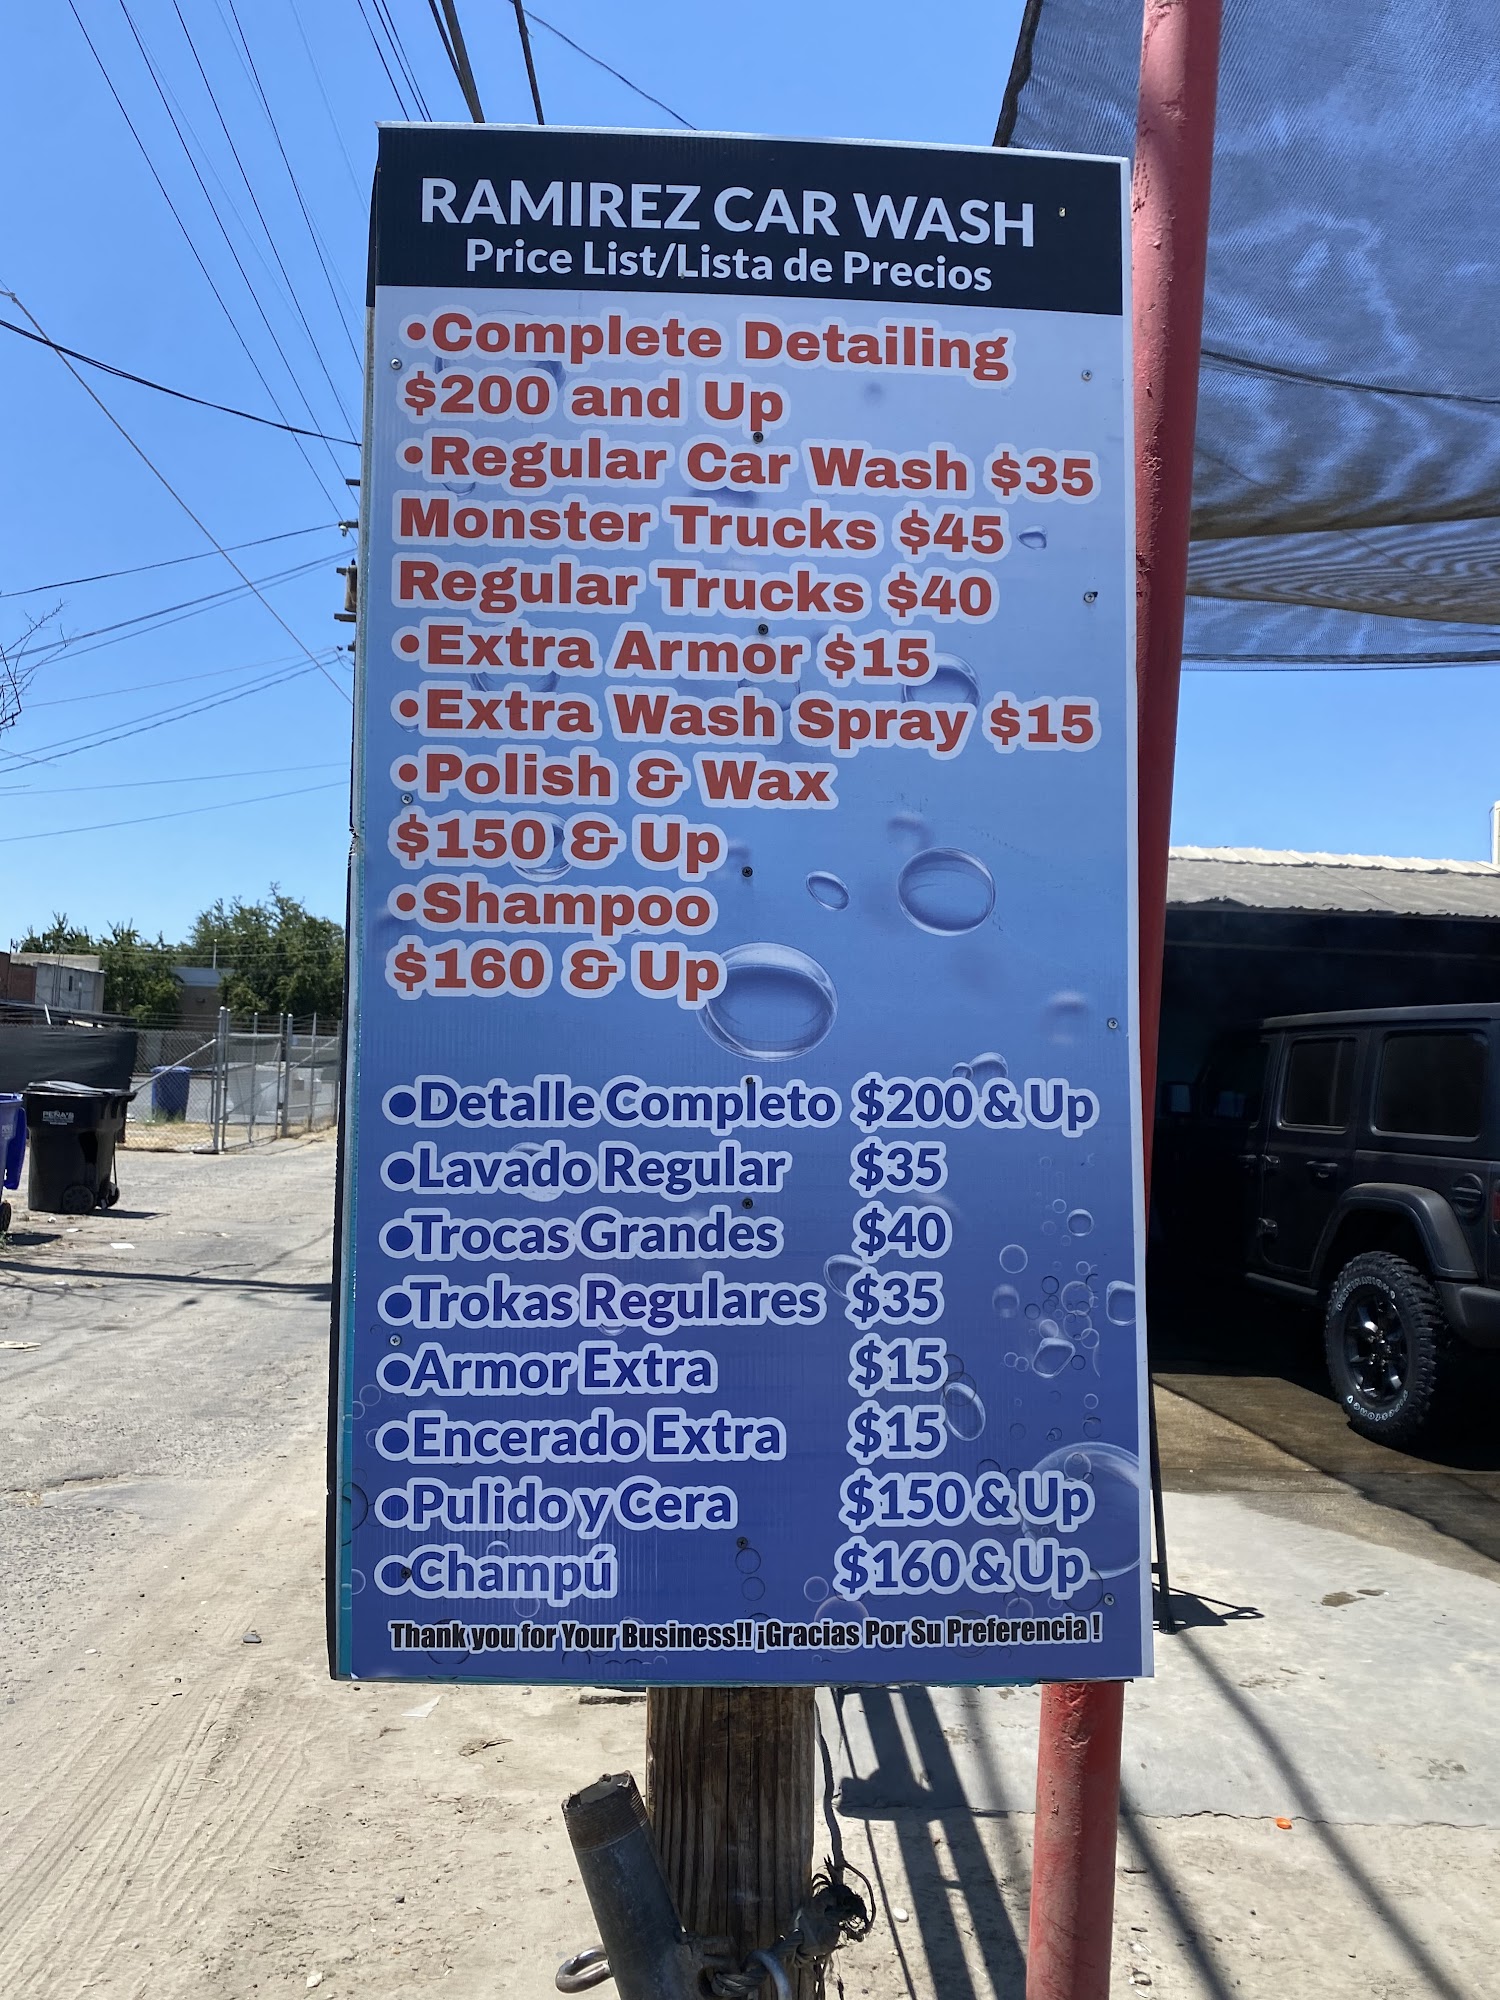 RAMIREZ CAR WASH
Price List/Lista de Precios
•Complete Detailing
$200 and Up
•Regular Car Wash $35
Monster Trucks $45
Regular Trucks $40
•Extra Armor $15
•Extra Wash Spray $15
•Polish & Wax
$150 & Up
•Shampoo
$160 & Up
•Detalle Completo $200 & Up
•Lavado Regular $35
•Trocas Grandes $40
•Trokas Regulares $35
•Armor Extra $15
•Encerado Extra $15
•Pulido y Cera $150 & Up
•Champú $160 & Up
Thank you for Your Business!! ¡Gracias Por Su Preferencia !
PEÑA'S